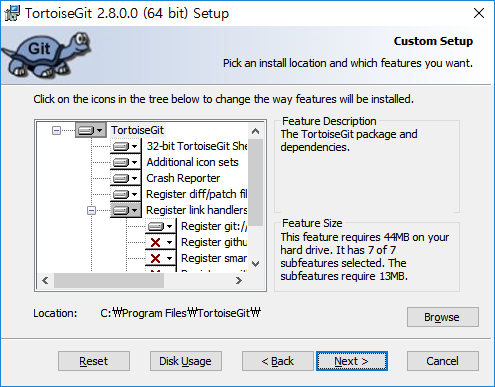 TortoiseGit 2.8.0.0 (64 bit) Setup
Git
Custom Setup
Pick an install location and which features you want.
Click on the icons in the tree below to change the way features will be installed.
TortoiseGit
32-bit TortoiseGit She
Additional icon sets
Crash Reporter
Register diff/patch fil
Register link handlers
Register git://
Register githu
Register smar
Feature Description
The TortoiseGit package and
dependencies.
Feature Size
This feature requires 44MB on your
hard drive. It has 7 of 7
subfeatures selected. The
subfeatures require 13MB.
Location: C:₩Program Files₩TortoiseGit₩
Browse
Reset Disk Usage < Back Next > Cancel